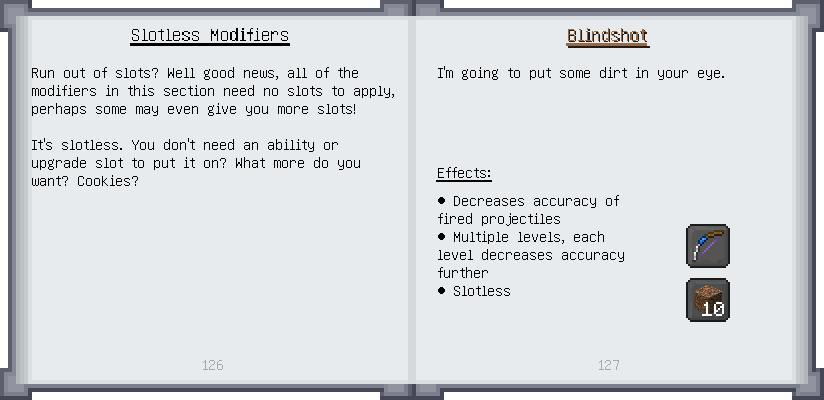 Slotless Modifiers
Run out of slots? Well good news, all of the
modifiers in this section need no slots to apply,
perhaps some may even give you more slots!
It's slotless. You don't need an ability or
upgrade slot to put it on? What more do you
want? Cookies?
126
Blindshot
I'm going to put some dirt in your eye.
Effects:
● Decreases accuracy of
fired projectiles
● Multiple levels, each
level decreases accuracy
further
● Slotless
10
127